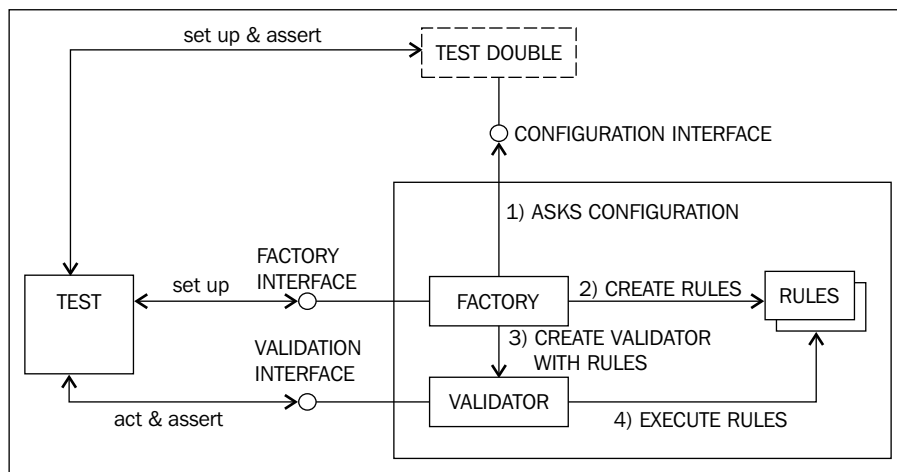 set up & assert
TEST DOUBLE
CONFIGURATION INTERFACE
1) ASKS CONFIGURATION
FACTORY
INTERFACE
TEST
set up
FACTORY
2) CREATE RULES
RULES
3) CREATE VALIDATOR
WITH RULES
VALIDATION
INTERFACE
act & assert
VALIDATOR
4) EXECUTE RULES